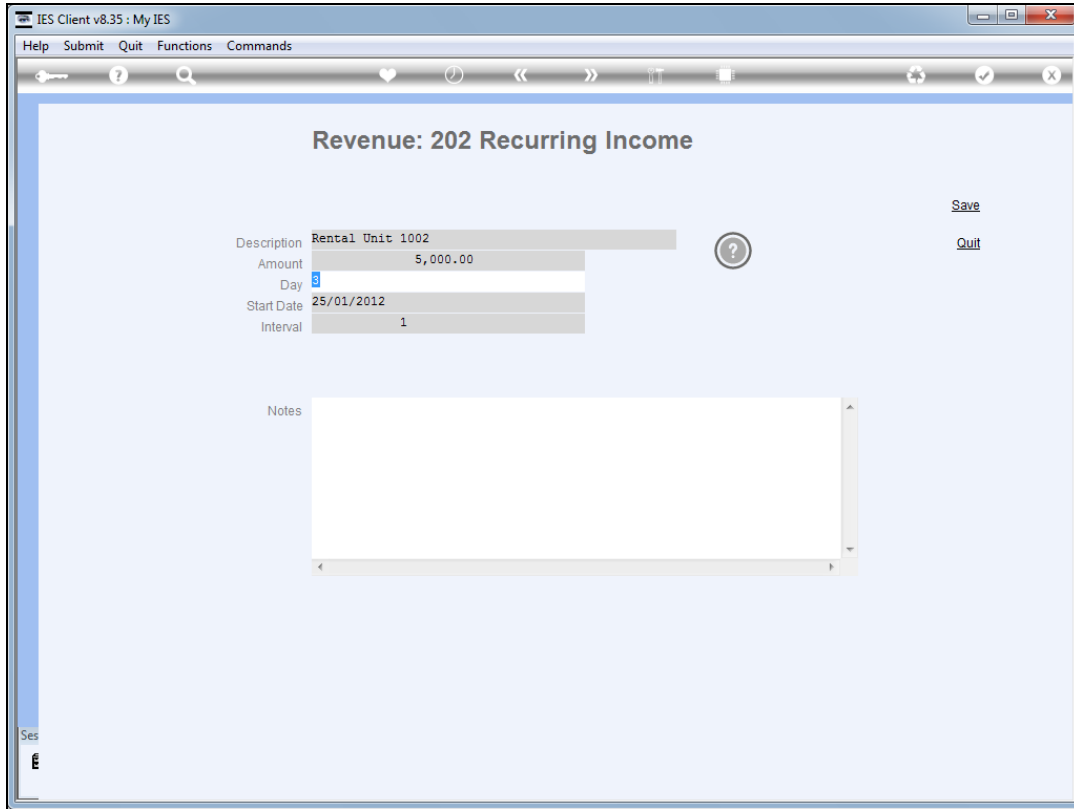 IES Client v8.35 : My IES
Help Submit Quit Functions Commands
Revenue: 202 Recurring Income
Save
Description Rental Unit 1002
Quit
Amount 5,000.00
Day 3
Start Date 25/01/2012
Interval 1
Notes
Ses